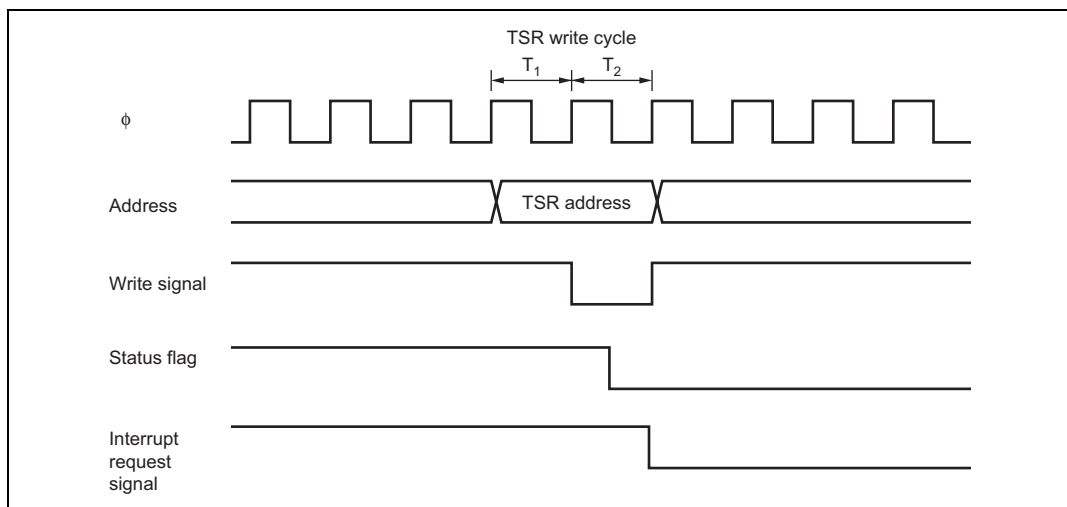 TSR write cycle
T₁ T₂
ϕ
Address
TSR address
Write signal
Status flag
Interrupt
request
signal